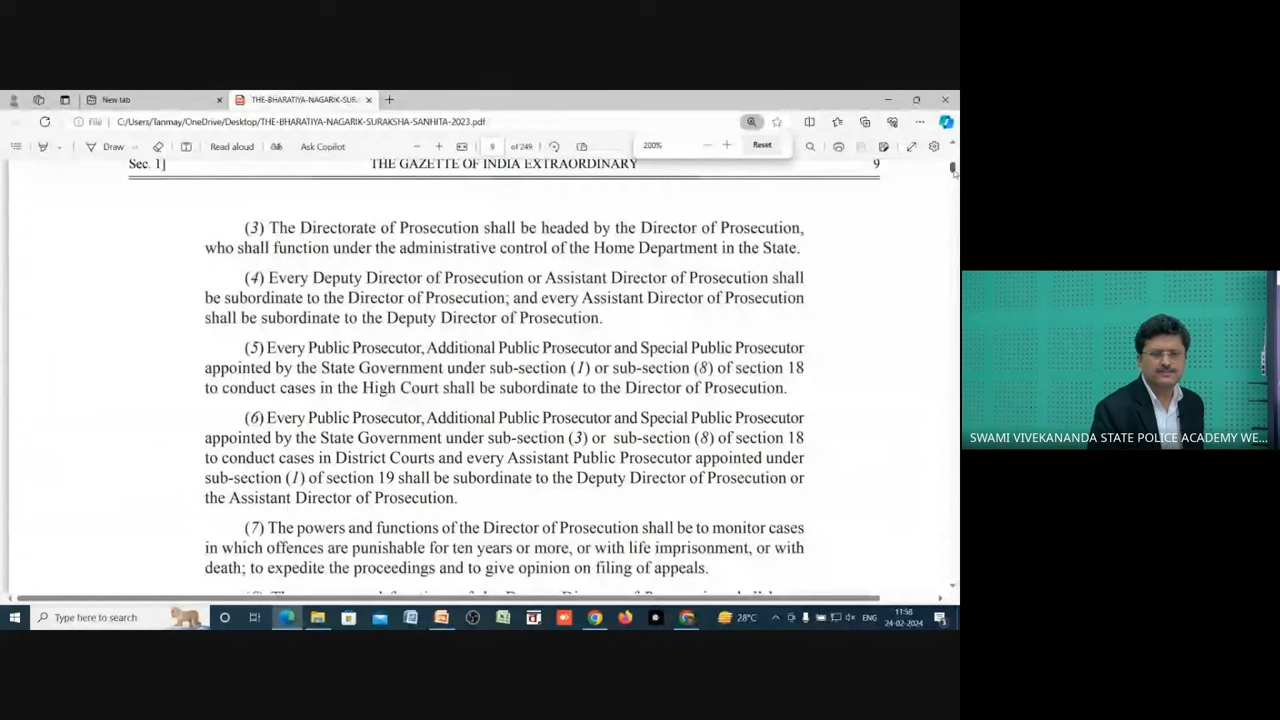 New tab
THE-BHARATIYA-NAGARIK-SUR
File
C:/Users/Tanmay/OneDrive/Desktop/THE-BHARATIYA-NAGARIK-SURAKSHA-SANHITA-2023.pdf
Draw
Read aloud
Ask Copilot
9
of 249
200%
Reset
Sec. 1]
THE GAZETTE OF INDIA EXTRAORDINARY
9
(3) The Directorate of Prosecution shall be headed by the Director of Prosecution,
who shall function under the administrative control of the Home Department in the State.
(4) Every Deputy Director of Prosecution or Assistant Director of Prosecution shall
be subordinate to the Director of Prosecution; and every Assistant Director of Prosecution
shall be subordinate to the Deputy Director of Prosecution.
(5) Every Public Prosecutor, Additional Public Prosecutor and Special Public Prosecutor
appointed by the State Government under sub-section (1) or sub-section (8) of section 18
to conduct cases in the High Court shall be subordinate to the Director of Prosecution.
(6) Every Public Prosecutor, Additional Public Prosecutor and Special Public Prosecutor
appointed by the State Government under sub-section (3) or sub-section (8) of section 18
to conduct cases in District Courts and every Assistant Public Prosecutor appointed under
sub-section (1) of section 19 shall be subordinate to the Deputy Director of Prosecution or
the Assistant Director of Prosecution.
(7) The powers and functions of the Director of Prosecution shall be to monitor cases
in which offences are punishable for ten years or more, or with life imprisonment, or with
death; to expedite the proceedings and to give opinion on filing of appeals.
SWAMI VIVEKANANDA STATE POLICE ACADEMY WE...
Type here to search
28°C
ENG
11:58
24-02-2024